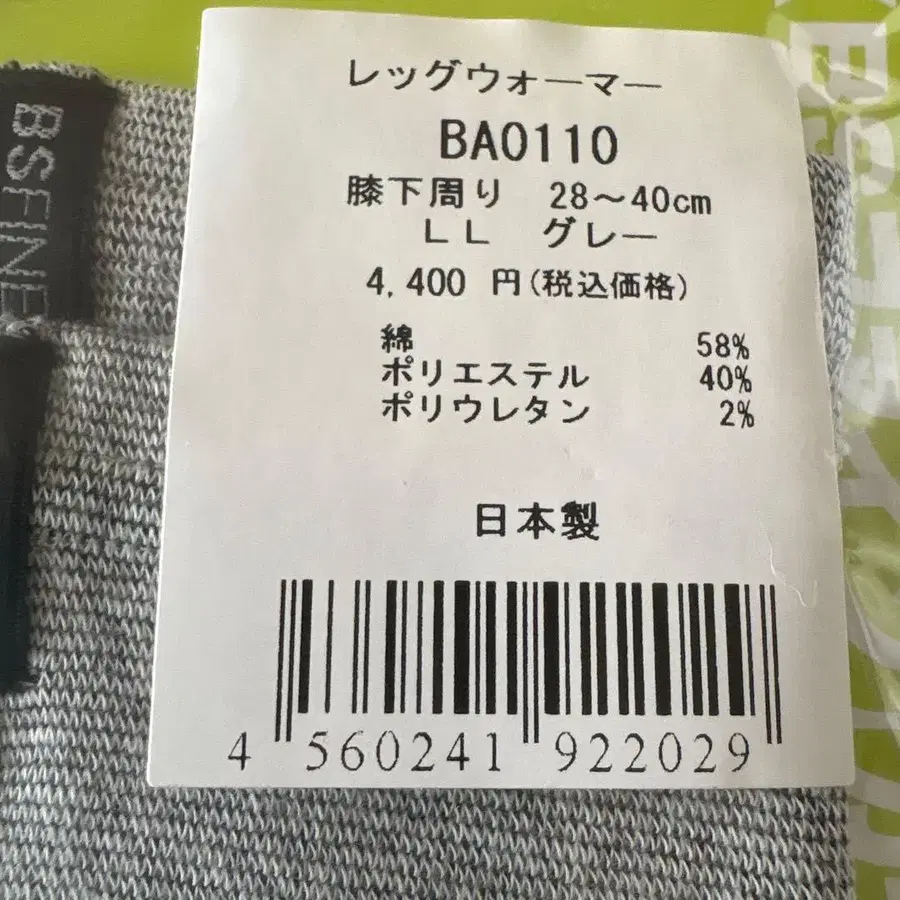 レッグウォーマー
BA0110
膝下周り 28〜40cm
LL グレー
4,400 円(税込価格)
綿 58%
ポリエステル 40%
ポリウレタン 2%
日本製
4 560241 922029
BSFINE